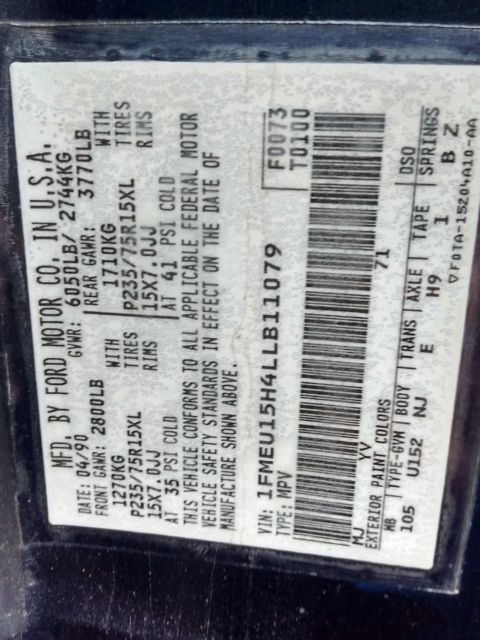 MFD. BY FORD MOTOR CO. IN U.S.A.
DATE: 04/90 GVWR: 6050LB/ 2744KG
FRONT GAWR: 2800LB REAR GAWR: 3770LB
1270KG WITH 1710KG WITH
P235/75R15XL TIRES P235/75R15XL TIRES
15X7.0JJ RIMS 15X7.0JJ RIMS
AT 35 PSI COLD AT 41 PSI COLD
THIS VEHICLE CONFORMS TO ALL APPLICABLE FEDERAL MOTOR
VEHICLE SAFETY STANDARDS IN EFFECT ON THE DATE OF
MANUFACTURE SHOWN ABOVE.
VIN: 1FMEU15H4LLB11079 F0073
TYPE: MPV T0100
MJ YV 71
EXTERIOR PAINT COLORS DSO
WB TYPE-GVW BODY TRANS AXLE TAPE SPRINGS
105 U152 NJ E H9 1 B Z
▽F0TA-15204A10-AA